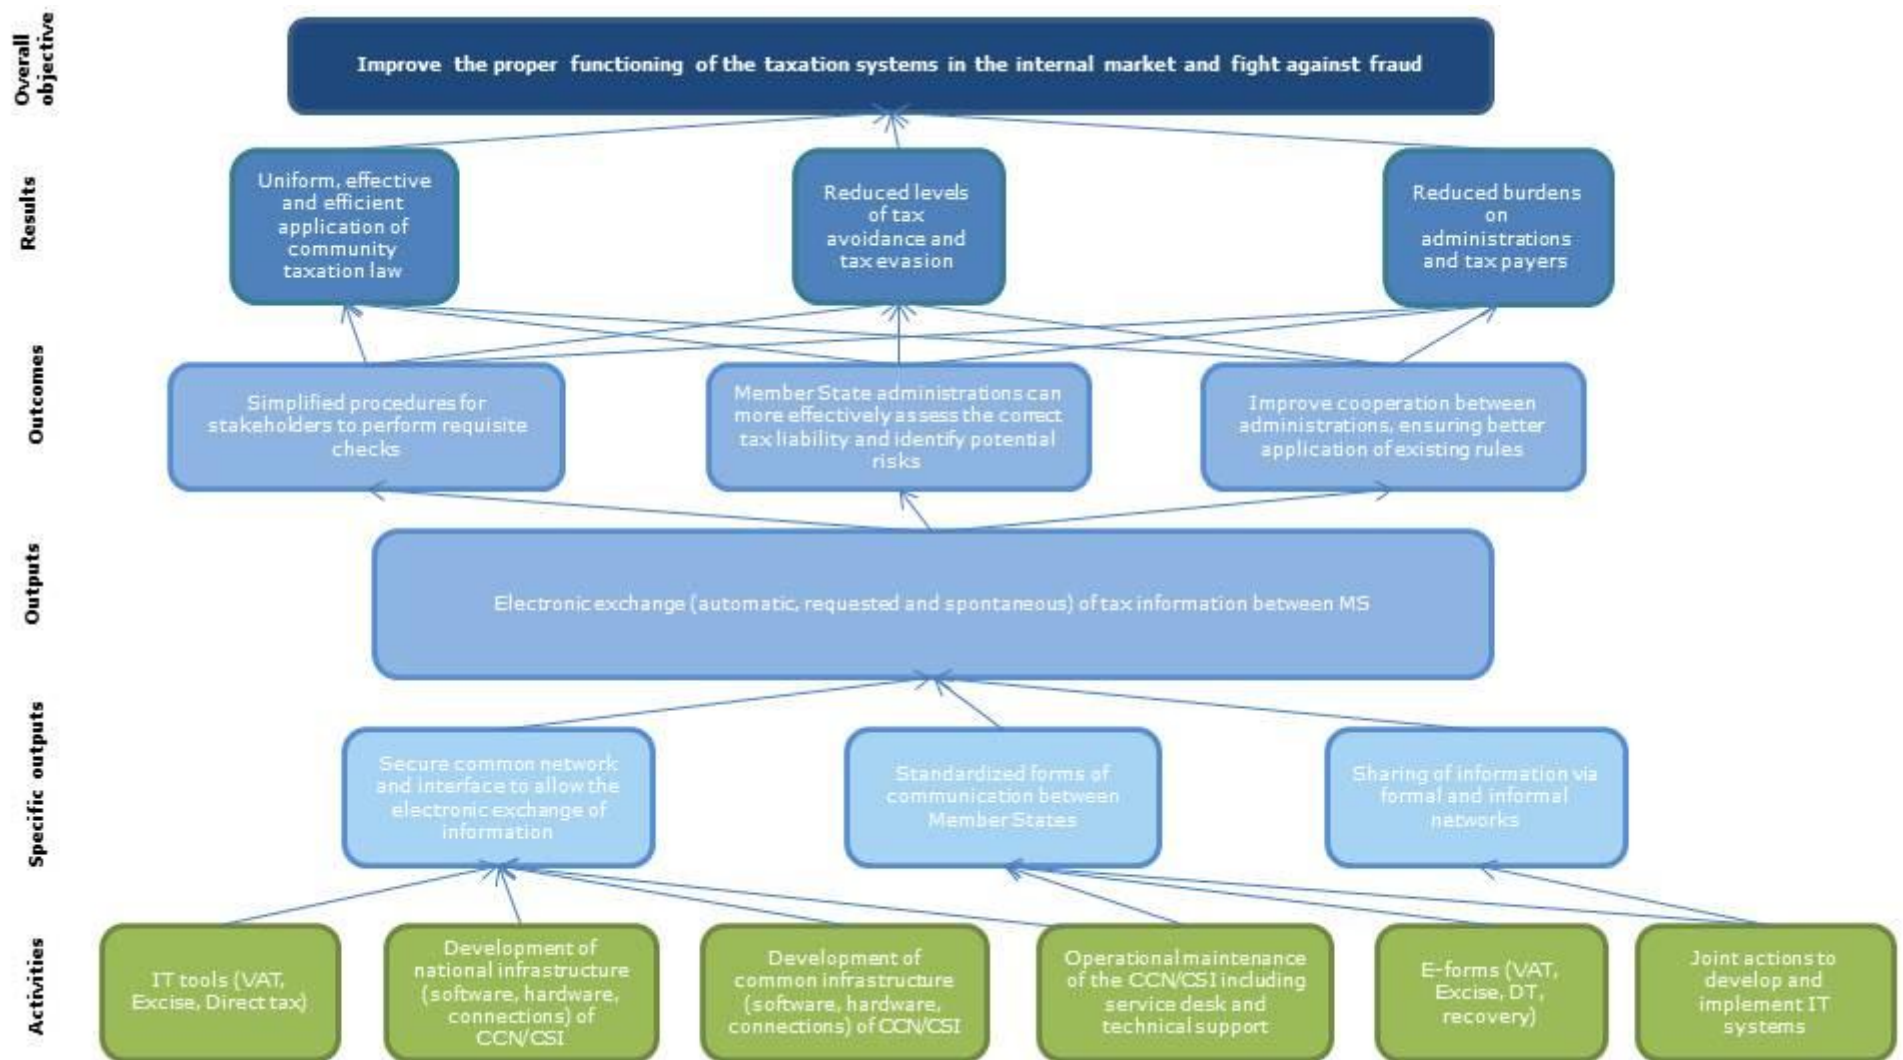 Overall
objective
Improve the proper functioning of the taxation systems in the internal market and fight against fraud
Results
Uniform, effective
and efficient
application of
community
taxation law
Reduced levels
of tax
avoidance and
tax evasion
Reduced burdens
on
administrations
and tax payers
Outcomes
Simplified procedures for
stakeholders to perform requisite
checks
Member State administrations can
more effectively assess the correct
tax liability and identify potential
risks
Improve cooperation between
administrations, ensuring better
application of existing rules
Outputs
Electronic exchange (automatic, requested and spontaneous) of tax information between MS
Specific outputs
Secure common network
and interface to allow the
electronic exchange of
information
Standardized forms of
communication between
Member States
Sharing of information via
formal and informal
networks
Activities
IT tools (VAT,
Excise, Direct tax)
Development of
national infrastructure
(software, hardware,
connections) of
CCN/CSI
Development of
common infrastructure
(software, hardware,
connections) of CCN/CSI
Operational maintenance
of the CCN/CSI including
service desk and
technical support
E-forms (VAT,
Excise, DT,
recovery)
Joint actions to
develop and
implement IT
systems